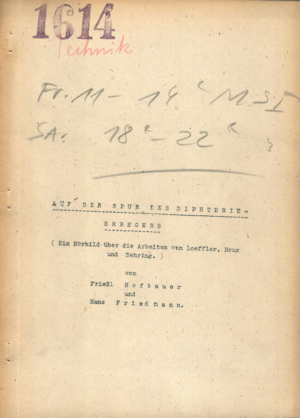 1614
Technik
Fr. 11 - 14 " M.S I
SA. 18 - 22 "
AUF DER SPUR DES DIPHTERIE-
ERREGERS
( Ein Hörbild über die Arbeiten von Loeffler, Roux
und Behring. )
von
Friedl Hofbauer
und
Hans Friedmann.